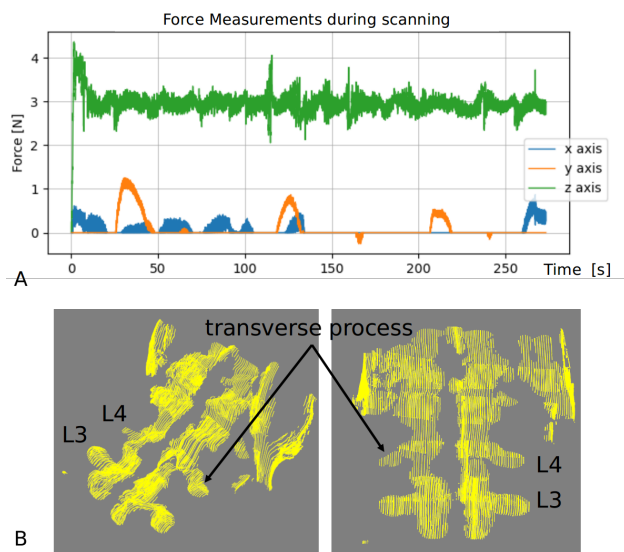 Force Measurements during scanning
4
3
2
1
0
Force [N]
x axis
y axis
z axis
0
50
100
150
200
250
Time [s]
A
transverse process
L4
L3
L4
L3
B